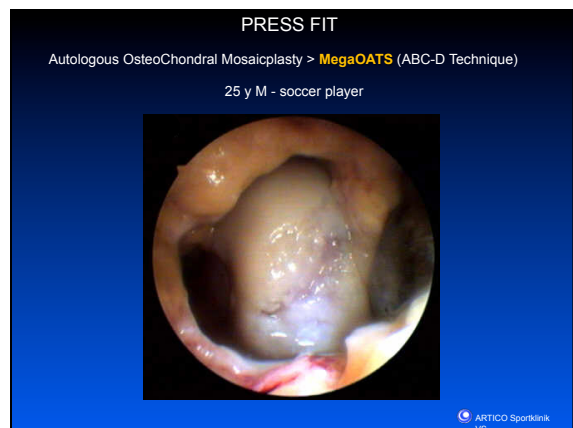 PRESS FIT
Autologous OsteoChondral Mosaicplasty > MegaOATS (ABC-D Technique)
25 y M - soccer player
ARTICO Sportklinik